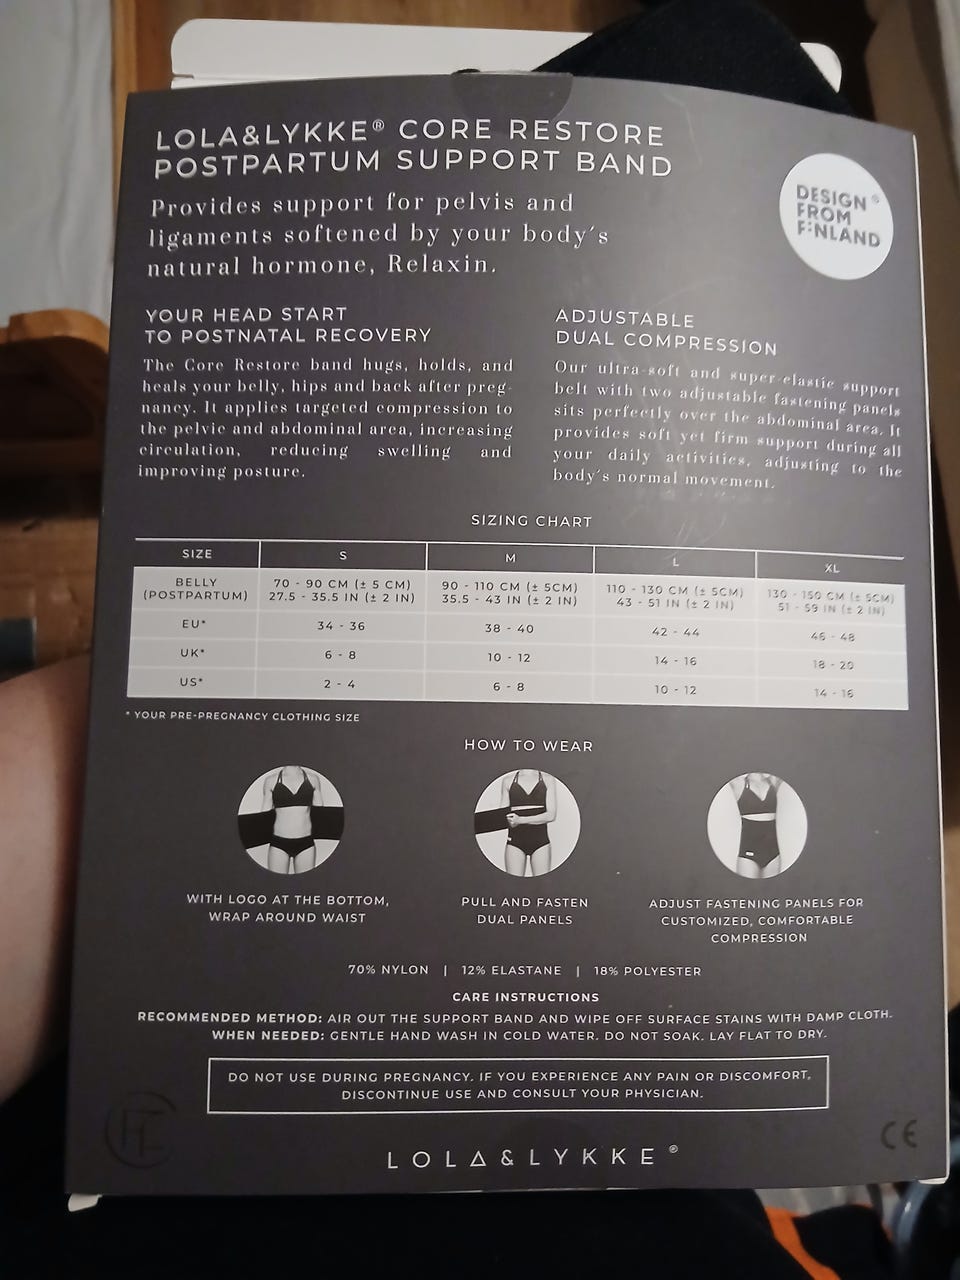 LOLA&LYKKE® CORE RESTORE
POSTPARTUM SUPPORT BAND
Provides support for pelvis and
ligaments softened by your body´s
natural hormone, Relaxin.
DESIGN®
FROM
FINLAND
YOUR HEAD START
TO POSTNATAL RECOVERY
The Core Restore band hugs, holds, and
heals your belly, hips and back after preg-
nancy. It applies targeted compression to
the pelvic and abdominal area, increasing
circulation, reducing swelling and
improving posture.
ADJUSTABLE
DUAL COMPRESSION
Our ultra-soft and super-elastic support
belt with two adjustable fastening panels
sits perfectly over the abdominal area. It
provides soft yet firm support during all
your daily activities, adjusting to the
body´s normal movement.
SIZING CHART
SIZE S M L XL
BELLY (POSTPARTUM) 70 - 90 CM (± 5 CM) 27.5 - 35.5 IN (± 2 IN) 90 - 110 CM (± 5CM) 35.5 - 43 IN (± 2 IN) 110 - 130 CM (± 5CM) 43 - 51 IN (± 2 IN) 130 - 150 CM (± 5CM) 51 - 59 IN (± 2 IN)
EU* 34 - 36 38 - 40 42 - 44 46 - 48
UK* 6 - 8 10 - 12 14 - 16 18 - 20
US* 2 - 4 6 - 8 10 - 12 14 - 16
* YOUR PRE-PREGNANCY CLOTHING SIZE
HOW TO WEAR
WITH LOGO AT THE BOTTOM,
WRAP AROUND WAIST
PULL AND FASTEN
DUAL PANELS
ADJUST FASTENING PANELS FOR
CUSTOMIZED, COMFORTABLE
COMPRESSION
70% NYLON | 12% ELASTANE | 18% POLYESTER
CARE INSTRUCTIONS
RECOMMENDED METHOD: AIR OUT THE SUPPORT BAND AND WIPE OFF SURFACE STAINS WITH DAMP CLOTH.
WHEN NEEDED: GENTLE HAND WASH IN COLD WATER. DO NOT SOAK. LAY FLAT TO DRY.
DO NOT USE DURING PREGNANCY. IF YOU EXPERIENCE ANY PAIN OR DISCOMFORT,
DISCONTINUE USE AND CONSULT YOUR PHYSICIAN.
CE
LOLA&LYKKE®